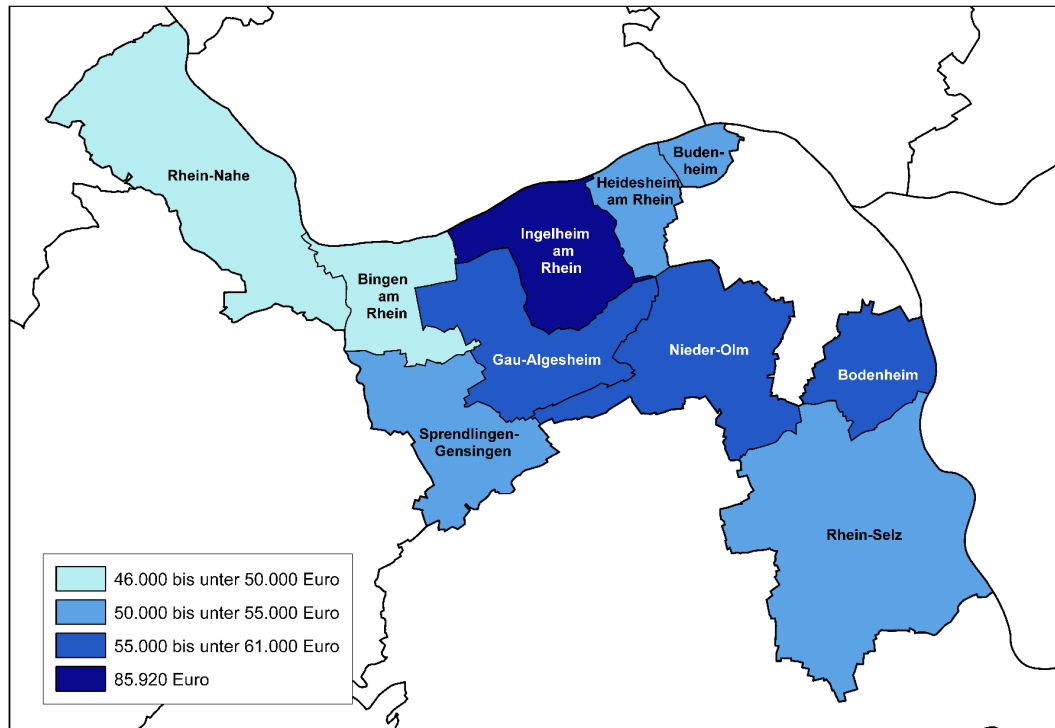 Buden-
heim
Rhein-Nahe
Heidesheim
am Rhein
Ingelheim
am
Rhein
Bingen
am
Rhein
Gau-Algesheim
Nieder-Olm
Bodenheim
Sprendlingen-
Gensingen
Rhein-Selz
46.000 bis unter 50.000 Euro
50.000 bis unter 55.000 Euro
55.000 bis unter 61.000 Euro
85.920 Euro